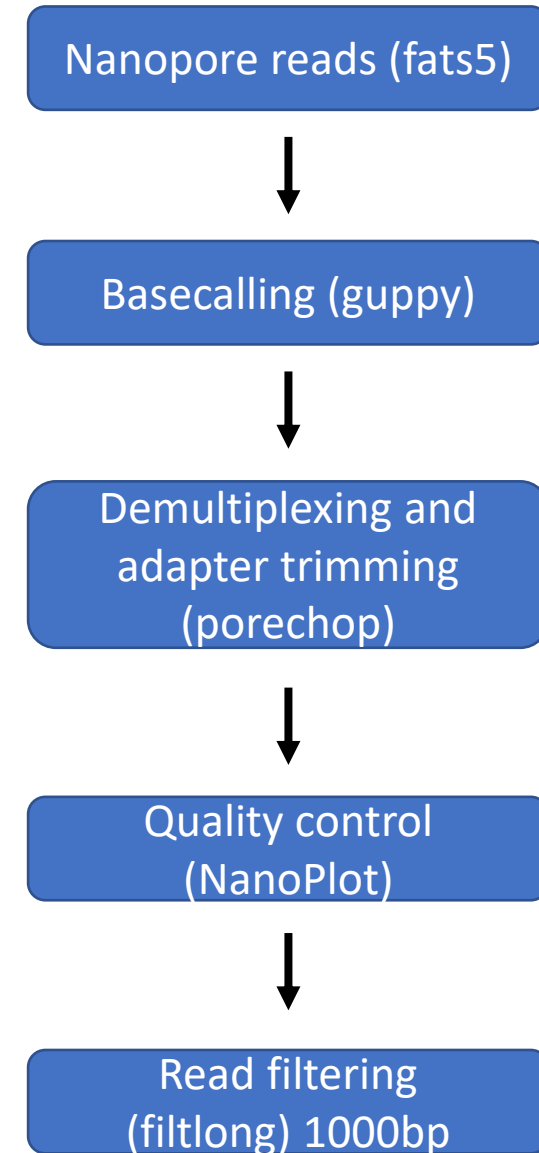 Nanopore reads (fats5)
Basecalling (guppy)
Demultiplexing and
adapter trimming
(porechop)
Quality control
(NanoPlot)
Read filtering
(filtlong) 1000bp